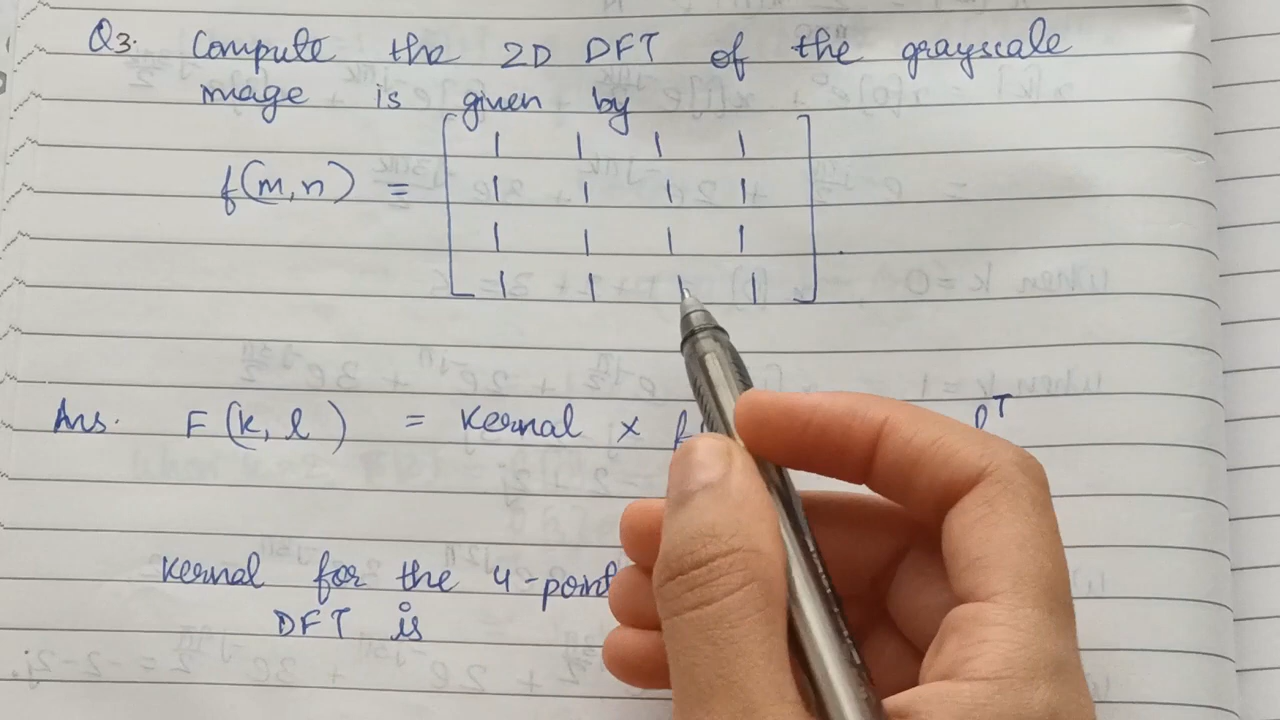 Q3. Compute the 2D DFT of the grayscale
image is given by
f(m,n) = [ 1 1 1 1
1 1 1 1
1 1 1 1
1 1 1 1 ]
Ans. F(k, l) = Kernal ×
Kernal for the 4-point
DFT is